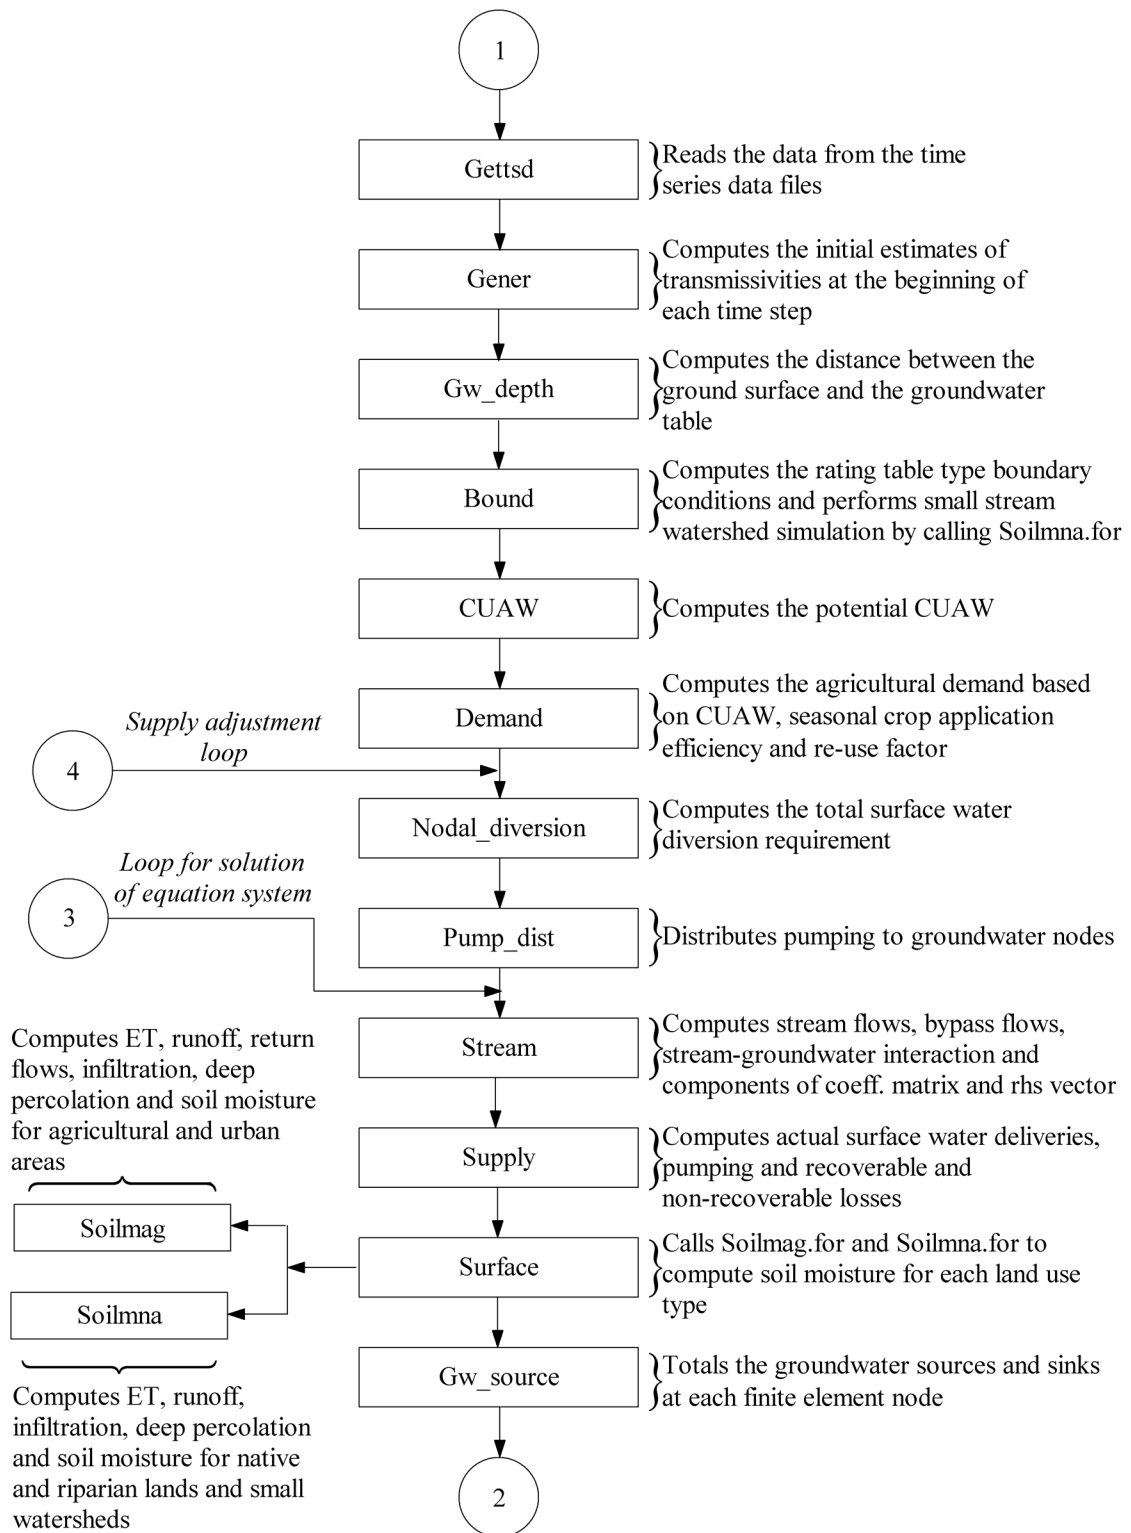 1
Gettsd
Reads the data from the time
series data files
Gener
Computes the initial estimates of
transmissivities at the beginning of
each time step
Gw_depth
Computes the distance between the
ground surface and the groundwater
table
Bound
Computes the rating table type boundary
conditions and performs small stream
watershed simulation by calling Soilmna.for
CUAW
Computes the potential CUAW
Demand
Computes the agricultural demand based
on CUAW, seasonal crop application
efficiency and re-use factor
Supply adjustment
loop
4
Nodal_diversion
Computes the total surface water
diversion requirement
Loop for solution
of equation system
3
Pump_dist
Distributes pumping to groundwater nodes
Stream
Computes stream flows, bypass flows,
stream-groundwater interaction and
components of coeff. matrix and rhs vector
Supply
Computes actual surface water deliveries,
pumping and recoverable and
non-recoverable losses
Surface
Calls Soilmag.for and Soilmna.for to
compute soil moisture for each land use
type
Computes ET, runoff, return
flows, infiltration, deep
percolation and soil moisture
for agricultural and urban
areas
Soilmag
Soilmna
Computes ET, runoff,
infiltration, deep percolation
and soil moisture for native
and riparian lands and small
watersheds
Gw_source
Totals the groundwater sources and sinks
at each finite element node
2